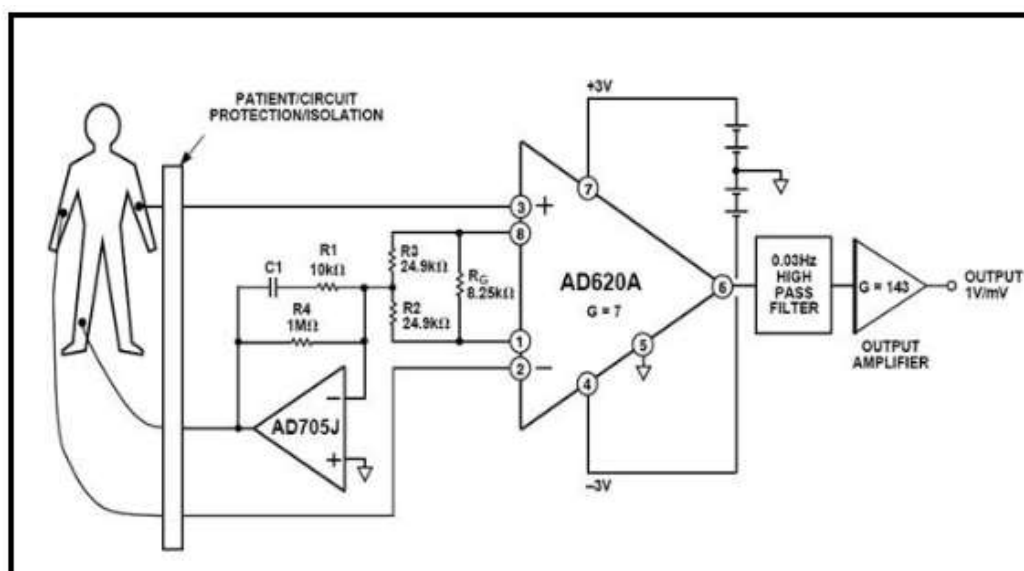 PATIENT/CIRCUIT
PROTECTION/ISOLATION
+3V
7
3
+
8
R1
10kΩ
C1
R3
24.9kΩ
RG
8.25kΩ
AD620A
G = 7
6
0.03Hz
HIGH
PASS
FILTER
G = 143
OUTPUT
1V/mV
R4
1MΩ
R2
24.9kΩ
1
2
−
5
4
OUTPUT
AMPLIFIER
−
AD705J
+
–3V